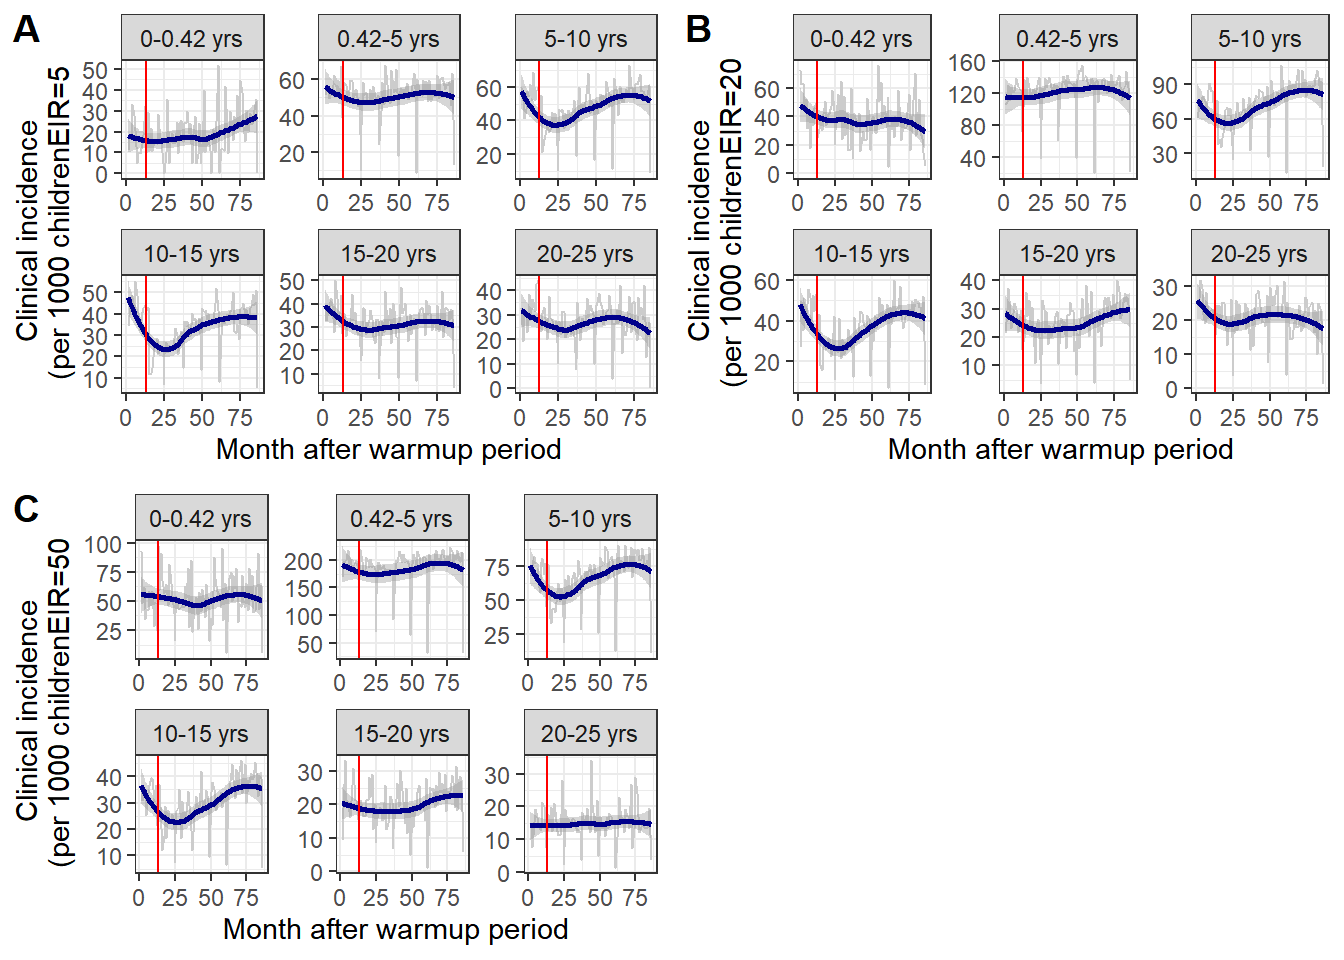 A
Clinical incidence
(per 1000 childrenEIR=5
0-0.42 yrs
0.42-5 yrs
5-10 yrs
50
40
30
20
10
0
60
40
20
60
40
20
0 25 50 75
0 25 50 75
0 25 50 75
10-15 yrs
15-20 yrs
20-25 yrs
50
40
30
20
10
50
40
30
20
10
40
30
20
10
0
0 25 50 75
0 25 50 75
0 25 50 75
Month after warmup period
B
Clinical incidence
(per 1000 childrenEIR=20
0-0.42 yrs
0.42-5 yrs
5-10 yrs
60
40
20
0
160
120
80
40
90
60
30
0 25 50 75
0 25 50 75
0 25 50 75
10-15 yrs
15-20 yrs
20-25 yrs
60
40
20
40
30
20
10
30
20
10
0
0 25 50 75
0 25 50 75
0 25 50 75
Month after warmup period
C
Clinical incidence
(per 1000 childrenEIR=50
0-0.42 yrs
0.42-5 yrs
5-10 yrs
100
75
50
25
200
150
100
50
75
50
25
0 25 50 75
0 25 50 75
0 25 50 75
10-15 yrs
15-20 yrs
20-25 yrs
40
30
20
10
30
20
10
0
30
20
10
0
0 25 50 75
0 25 50 75
0 25 50 75
Month after warmup period